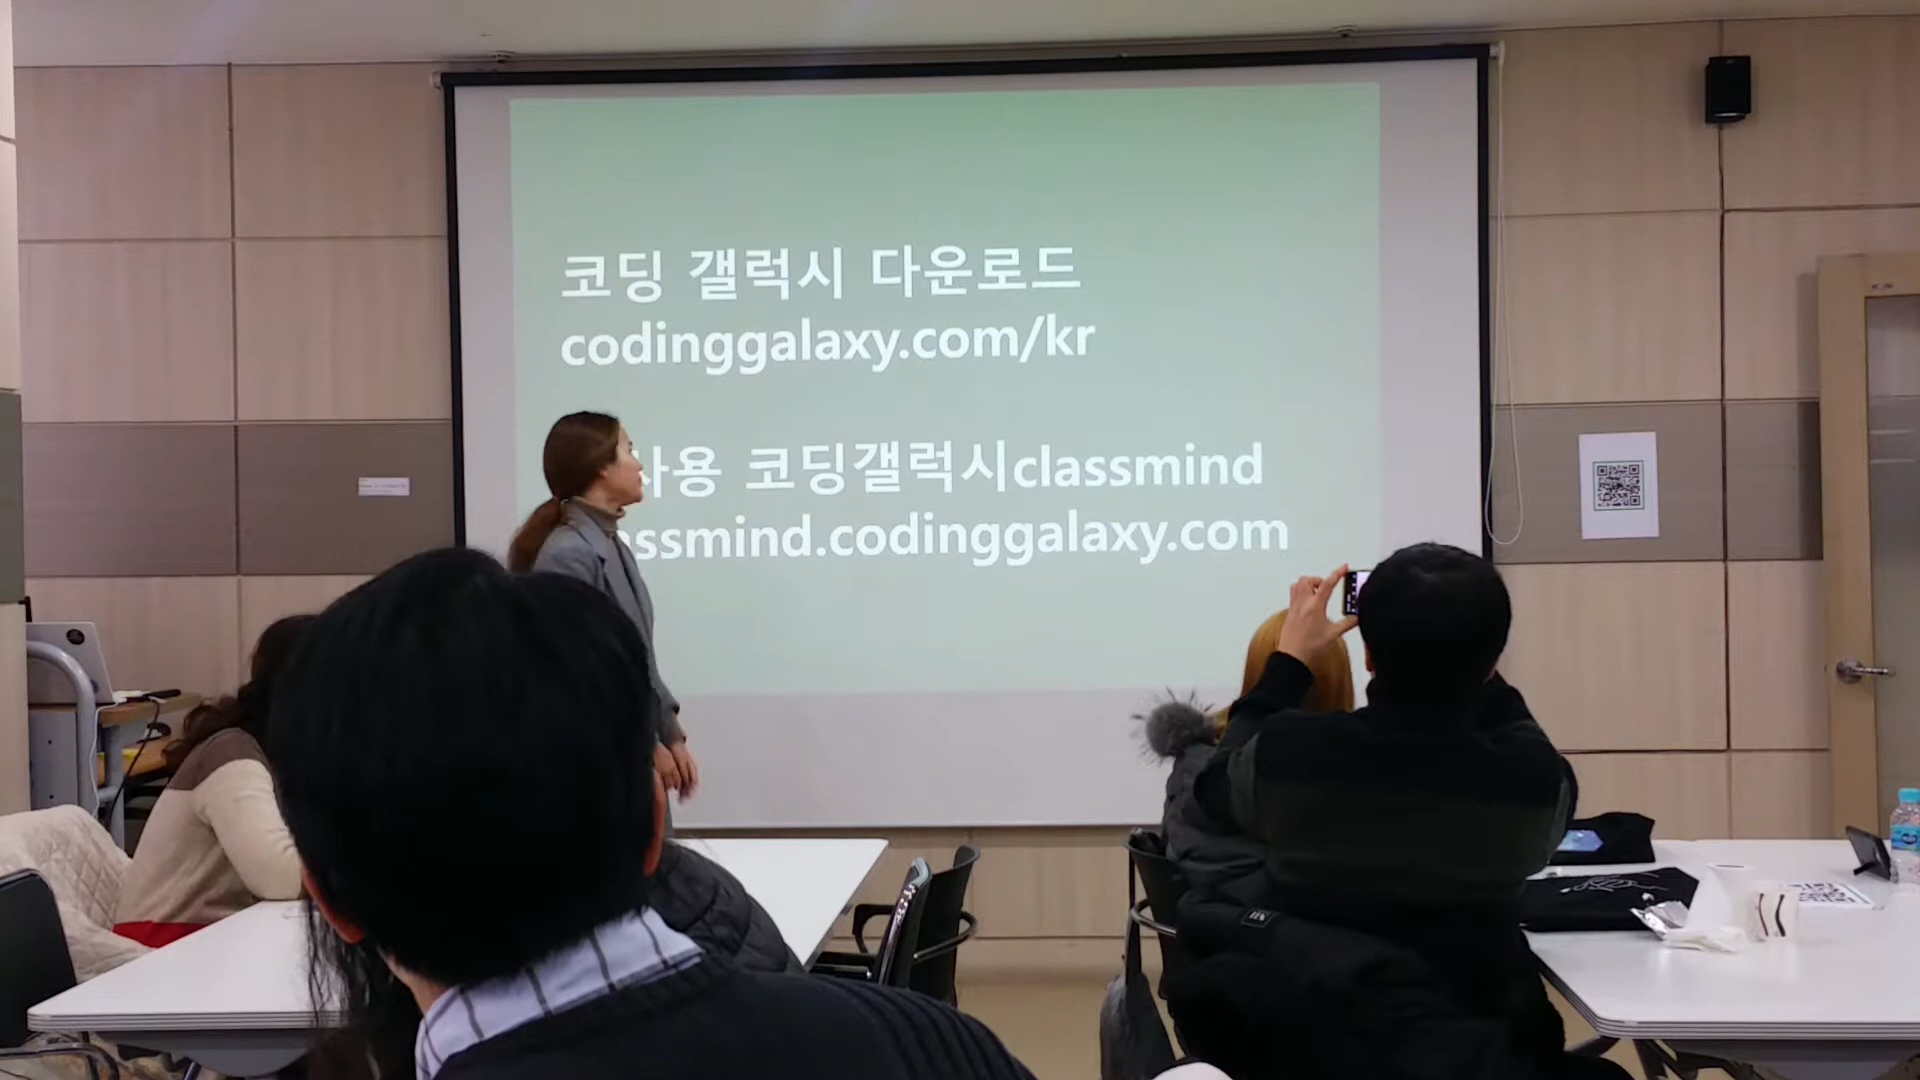 코딩 갤럭시 다운로드
codinggalaxy.com/kr
사용 코딩갤럭시classmind
assmind.codinggalaxy.com